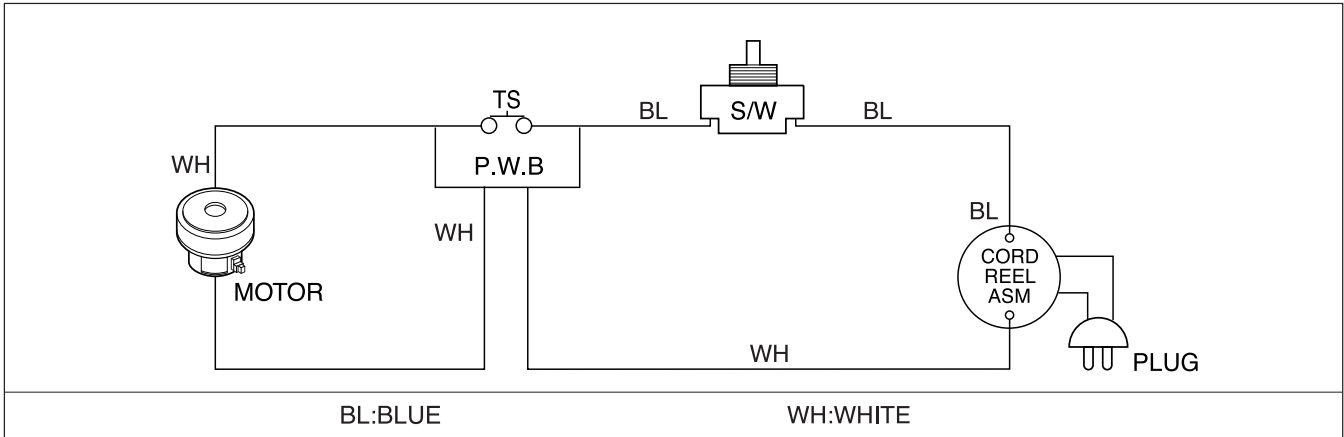 TS
BL
S/W
BL
WH
P.W.B
WH
BL
CORD
REEL
ASM
MOTOR
WH
PLUG
BL:BLUE
WH:WHITE